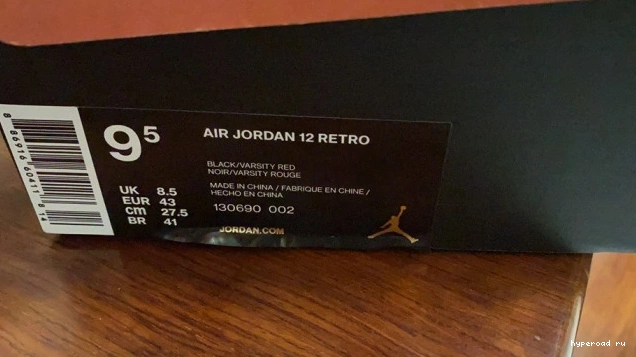 9⁵
AIR JORDAN 12 RETRO
BLACK/VARSITY RED
NOIR/VARSITY ROUGE
MADE IN CHINA / FABRIQUE EN CHINE /
HECHO EN CHINA
130690 002
UK 8.5
EUR 43
cm 27.5
BR 41
JORDAN.COM
hyperoad ru